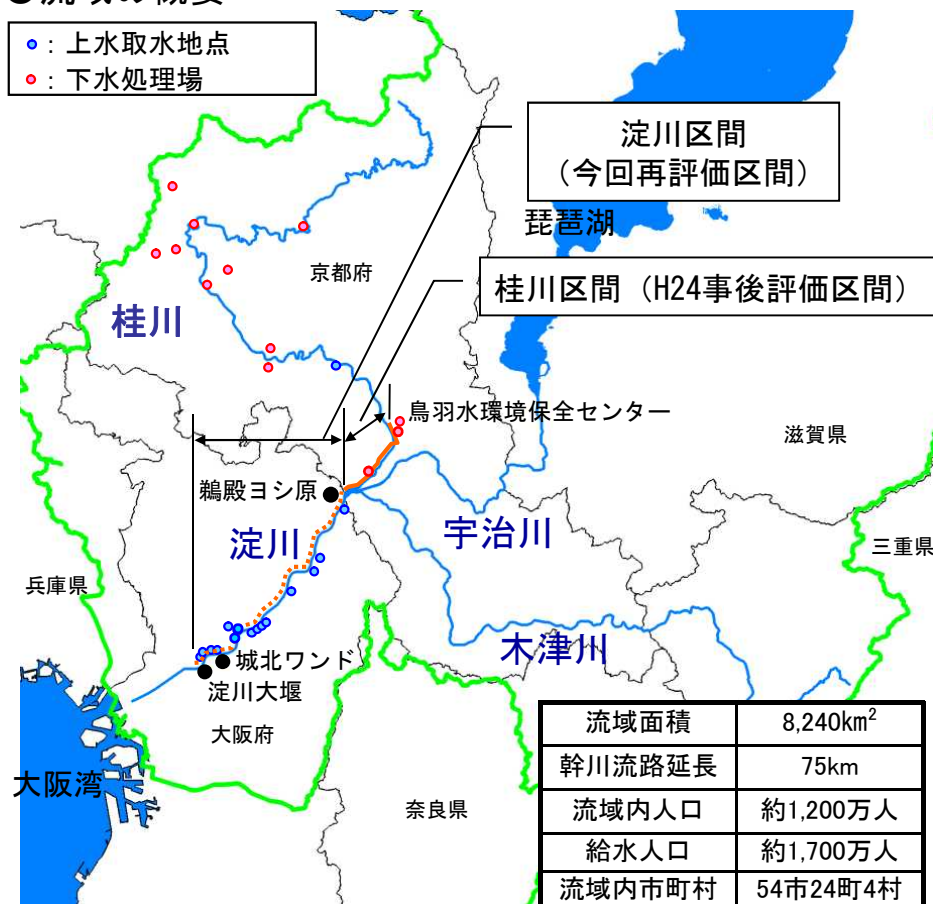 ：上水取水地点
：下水処理場
淀川区間
（今回再評価区間）
琵琶湖
京都府
桂川区間（H24事後評価区間）
桂川
鳥羽水環境保全センター
滋賀県
鵜殿ヨシ原
淀川
宇治川
三重県
兵庫県
木津川
城北ワンド
淀川大堰
大阪府
大阪湾
奈良県
流域面積 8,240km²
幹川流路延長 75km
流域内人口 約1,200万人
給水人口 約1,700万人
流域内市町村 54市24町4村